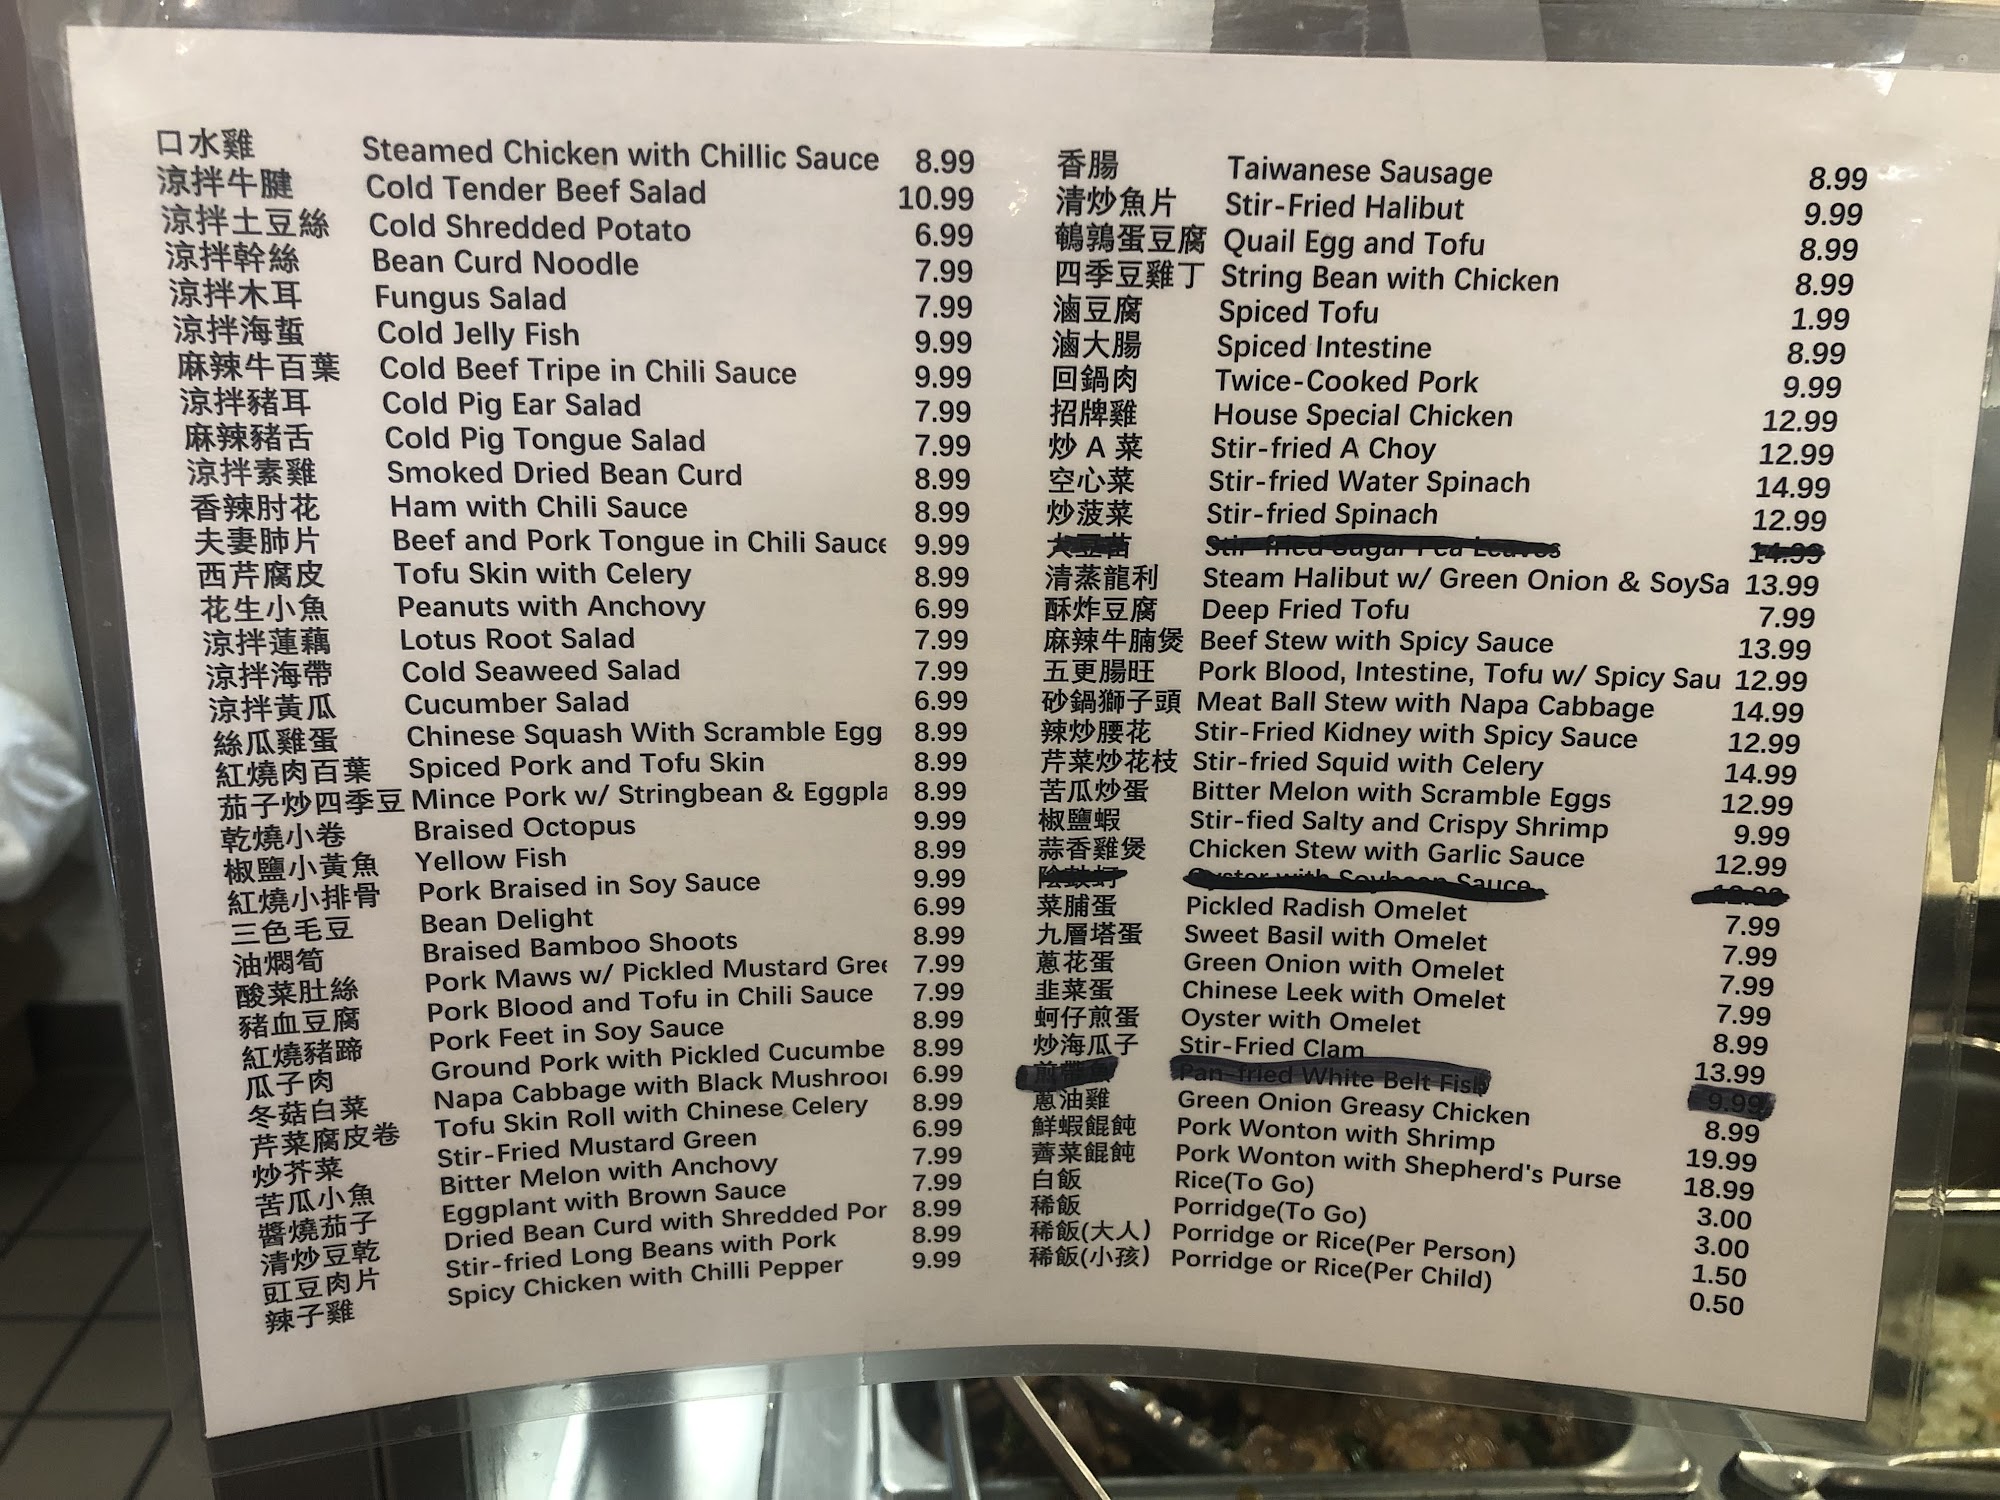 口水雞 Steamed Chicken with Chillic Sauce 8.99
涼拌牛腱 Cold Tender Beef Salad 10.99
涼拌土豆絲 Cold Shredded Potato 6.99
涼拌幹絲 Bean Curd Noodle 7.99
涼拌木耳 Fungus Salad 7.99
涼拌海蜇 Cold Jelly Fish 9.99
麻辣牛百葉 Cold Beef Tripe in Chili Sauce 9.99
涼拌豬耳 Cold Pig Ear Salad 7.99
麻辣豬舌 Cold Pig Tongue Salad 7.99
涼拌素雞 Smoked Dried Bean Curd 8.99
香辣肘花 Ham with Chili Sauce 8.99
夫妻肺片 Beef and Pork Tongue in Chili Sauce 9.99
西芹腐皮 Tofu Skin with Celery 8.99
花生小魚 Peanuts with Anchovy 6.99
涼拌蓮藕 Lotus Root Salad 7.99
涼拌海帶 Cold Seaweed Salad 7.99
涼拌黃瓜 Cucumber Salad 6.99
絲瓜雞蛋 Chinese Squash With Scramble Egg 8.99
紅燒肉百葉 Spiced Pork and Tofu Skin 8.99
茄子炒四季豆 Mince Pork w/ Stringbean & Eggpla 8.99
乾燒小卷 Braised Octopus 9.99
椒鹽小黃魚 Yellow Fish 8.99
紅燒小排骨 Pork Braised in Soy Sauce 9.99
三色毛豆 Bean Delight 6.99
油燜筍 Braised Bamboo Shoots 8.99
酸菜肚絲 Pork Maws w/ Pickled Mustard Gree 7.99
豬血豆腐 Pork Blood and Tofu in Chili Sauce 7.99
紅燒豬蹄 Pork Feet in Soy Sauce 8.99
瓜子肉 Ground Pork with Pickled Cucumbe 8.99
冬菇白菜 Napa Cabbage with Black Mushroor 6.99
芹菜腐皮卷 Tofu Skin Roll with Chinese Celery 8.99
炒芥菜 Stir-Fried Mustard Green 6.99
苦瓜小魚 Bitter Melon with Anchovy 7.99
醬燒茄子 Eggplant with Brown Sauce 7.99
清炒豆乾 Dried Bean Curd with Shredded Por 8.99
豇豆肉片 Stir-fried Long Beans with Pork 8.99
辣子雞 Spicy Chicken with Chilli Pepper 9.99
香腸 Taiwanese Sausage 8.99
清炒魚片 Stir-Fried Halibut 9.99
鵪鶉蛋豆腐 Quail Egg and Tofu 8.99
四季豆雞丁 String Bean with Chicken 8.99
滷豆腐 Spiced Tofu 1.99
滷大腸 Spiced Intestine 8.99
回鍋肉 Twice-Cooked Pork 9.99
招牌雞 House Special Chicken 12.99
炒 A 菜 Stir-fried A Choy 12.99
空心菜 Stir-fried Water Spinach 14.99
炒菠菜 Stir-fried Spinach 12.99
大豆苗 Stir-fried Sugar Pea Leaves 14.99
清蒸龍利 Steam Halibut w/ Green Onion & SoySa 13.99
酥炸豆腐 Deep Fried Tofu 7.99
麻辣牛腩煲 Beef Stew with Spicy Sauce 13.99
五更腸旺 Pork Blood, Intestine, Tofu w/ Spicy Sau 12.99
砂鍋獅子頭 Meat Ball Stew with Napa Cabbage 14.99
辣炒腰花 Stir-Fried Kidney with Spicy Sauce 12.99
芹菜炒花枝 Stir-fried Squid with Celery 14.99
苦瓜炒蛋 Bitter Melon with Scramble Eggs 12.99
椒鹽蝦 Stir-fied Salty and Crispy Shrimp 9.99
蒜香雞煲 Chicken Stew with Garlic Sauce 12.99
Oyster with Soybean Sauce
菜脯蛋 Pickled Radish Omelet 7.99
九層塔蛋 Sweet Basil with Omelet 7.99
蔥花蛋 Green Onion with Omelet 7.99
韭菜蛋 Chinese Leek with Omelet 7.99
蚵仔煎蛋 Oyster with Omelet 8.99
炒海瓜子 Stir-Fried Clam 13.99
煎帶魚 Pan-fried White Belt Fish 9.99
蔥油雞 Green Onion Greasy Chicken 8.99
鮮蝦餛飩 Pork Wonton with Shrimp 19.99
薺菜餛飩 Pork Wonton with Shepherd's Purse 18.99
白飯 Rice(To Go) 3.00
稀飯 Porridge(To Go) 3.00
稀飯(大人) Porridge or Rice(Per Person) 1.50
稀飯(小孩) Porridge or Rice(Per Child) 0.50